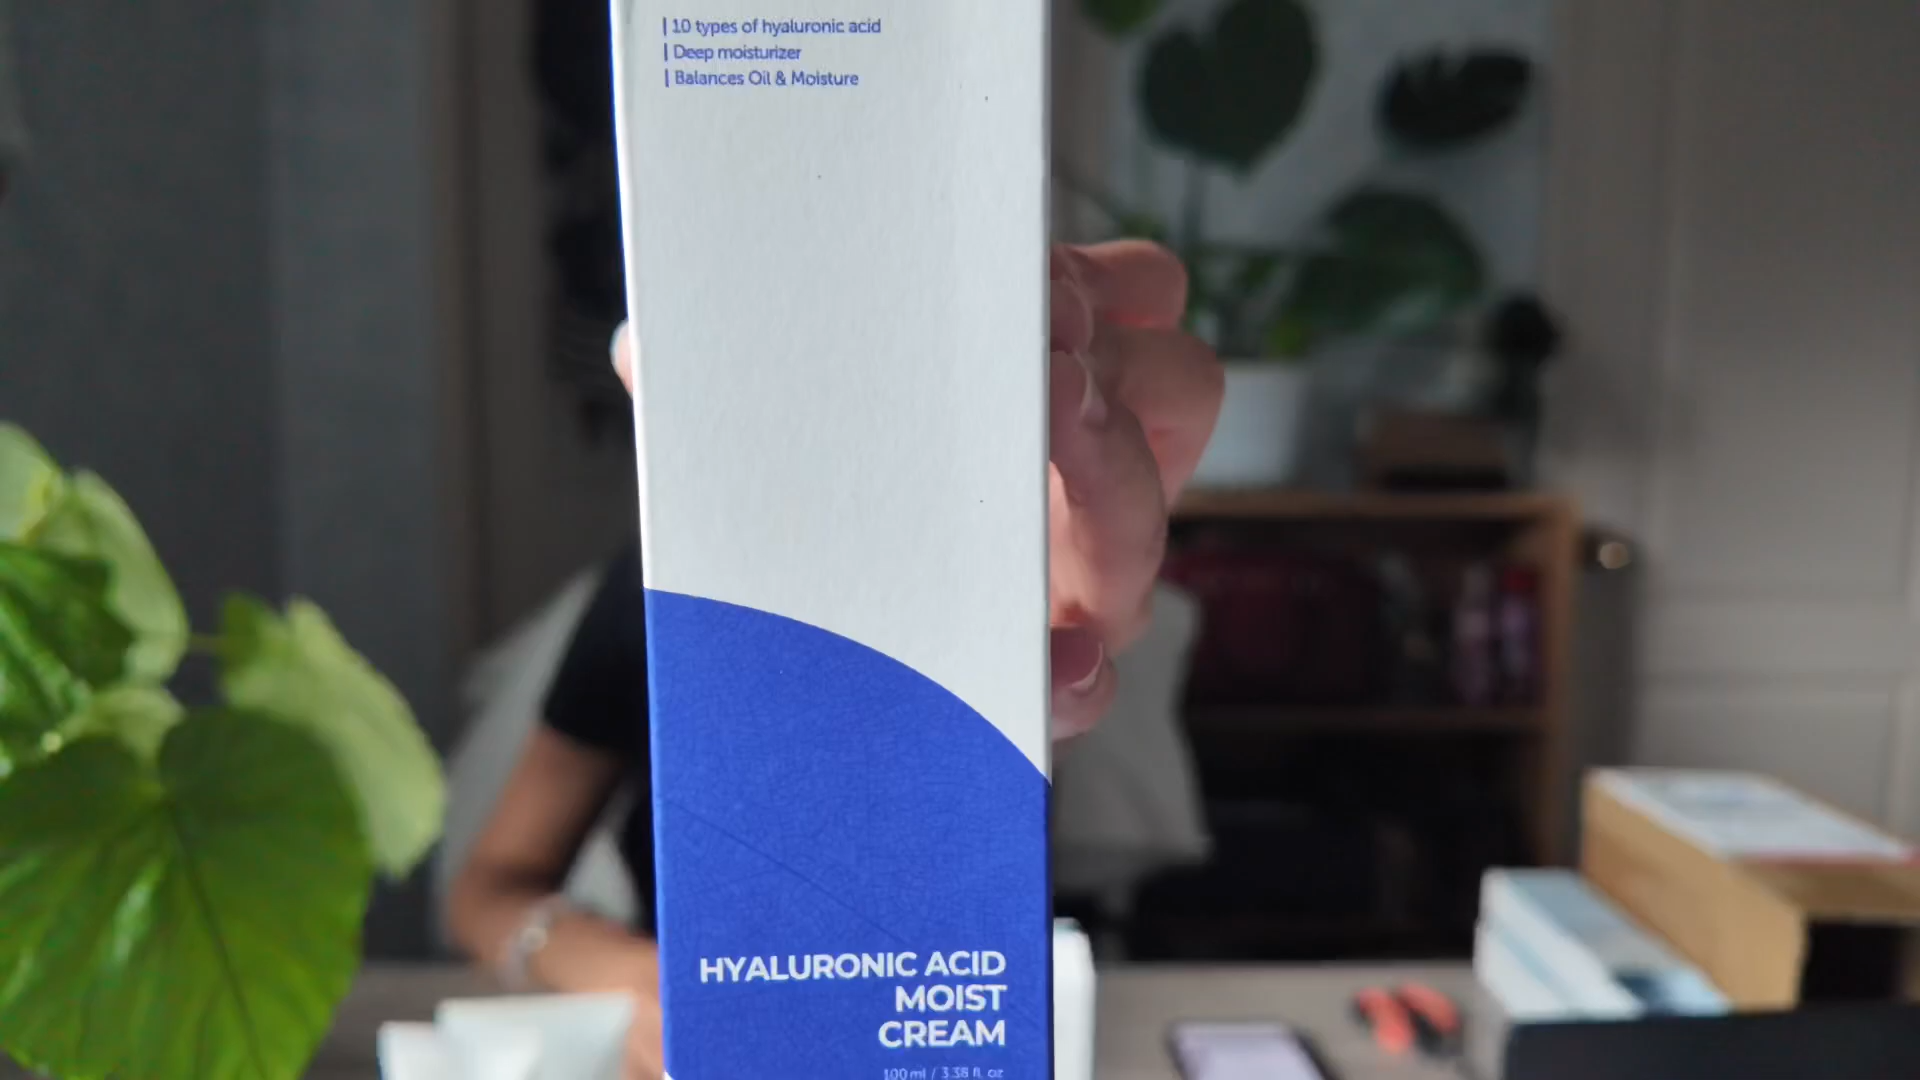 10 types of hyaluronic acid
Deep moisturizer
Balances Oil & Moisture
HYALURONIC ACID
MOIST
CREAM
100 ml / 3.38 fl. oz